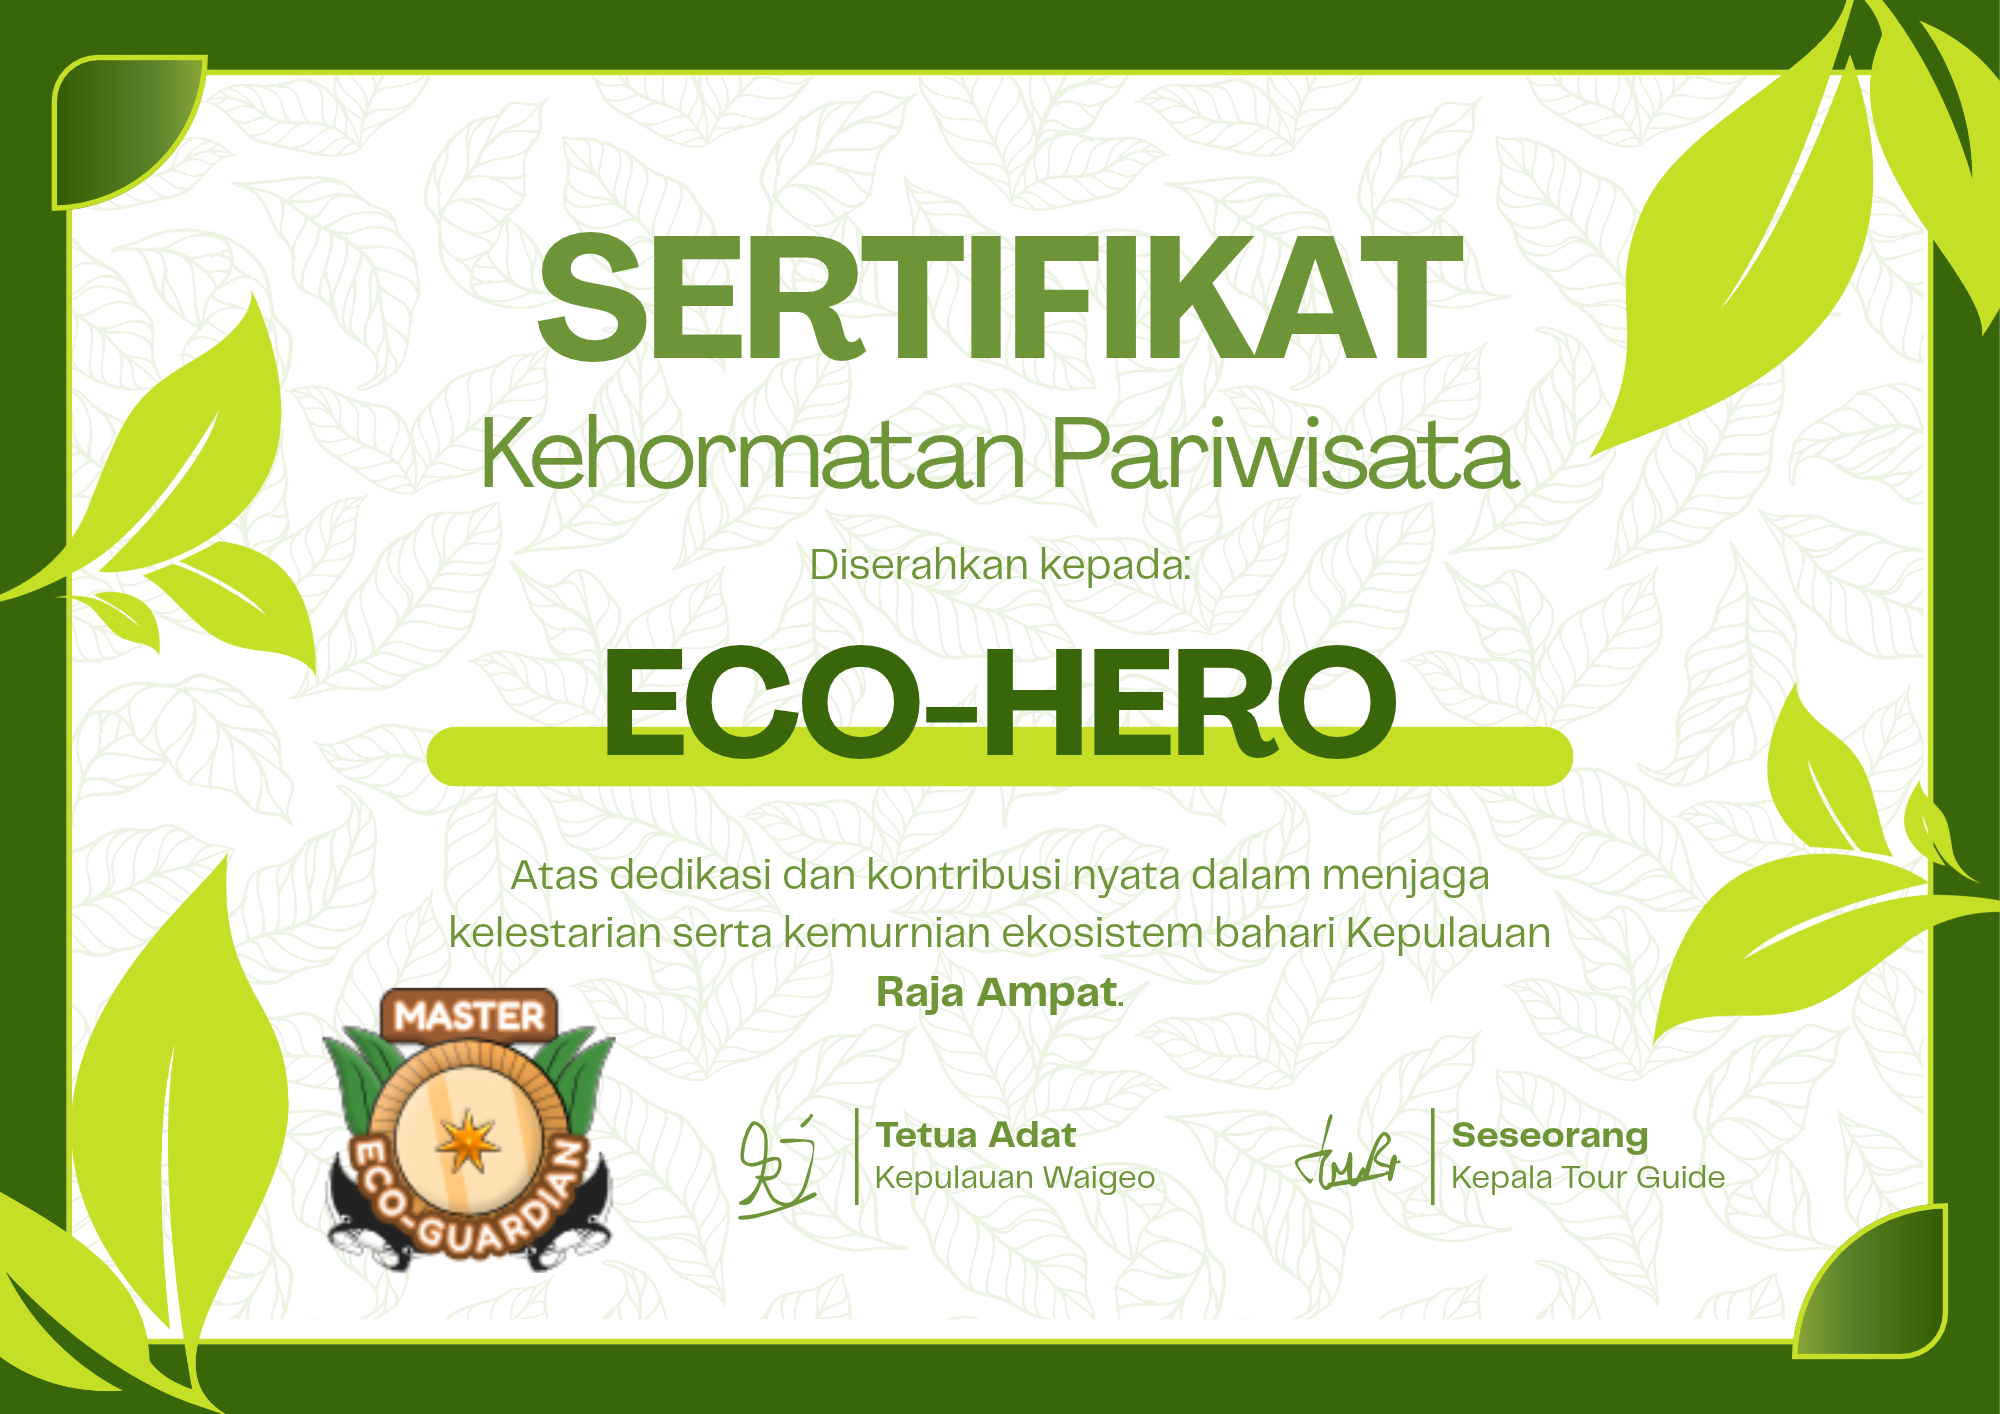 SERTIFIKAT
Kehormatan Pariwisata
Diserahkan kepada:
ECO-HERO
Atas dedikasi dan kontribusi nyata dalam menjaga
kelestarian serta kemurnian ekosistem bahari Kepulauan
Raja Ampat.
MASTER
ECO-GUARDIAN
Tetua Adat
Kepulauan Waigeo
Seseorang
Kepala Tour Guide